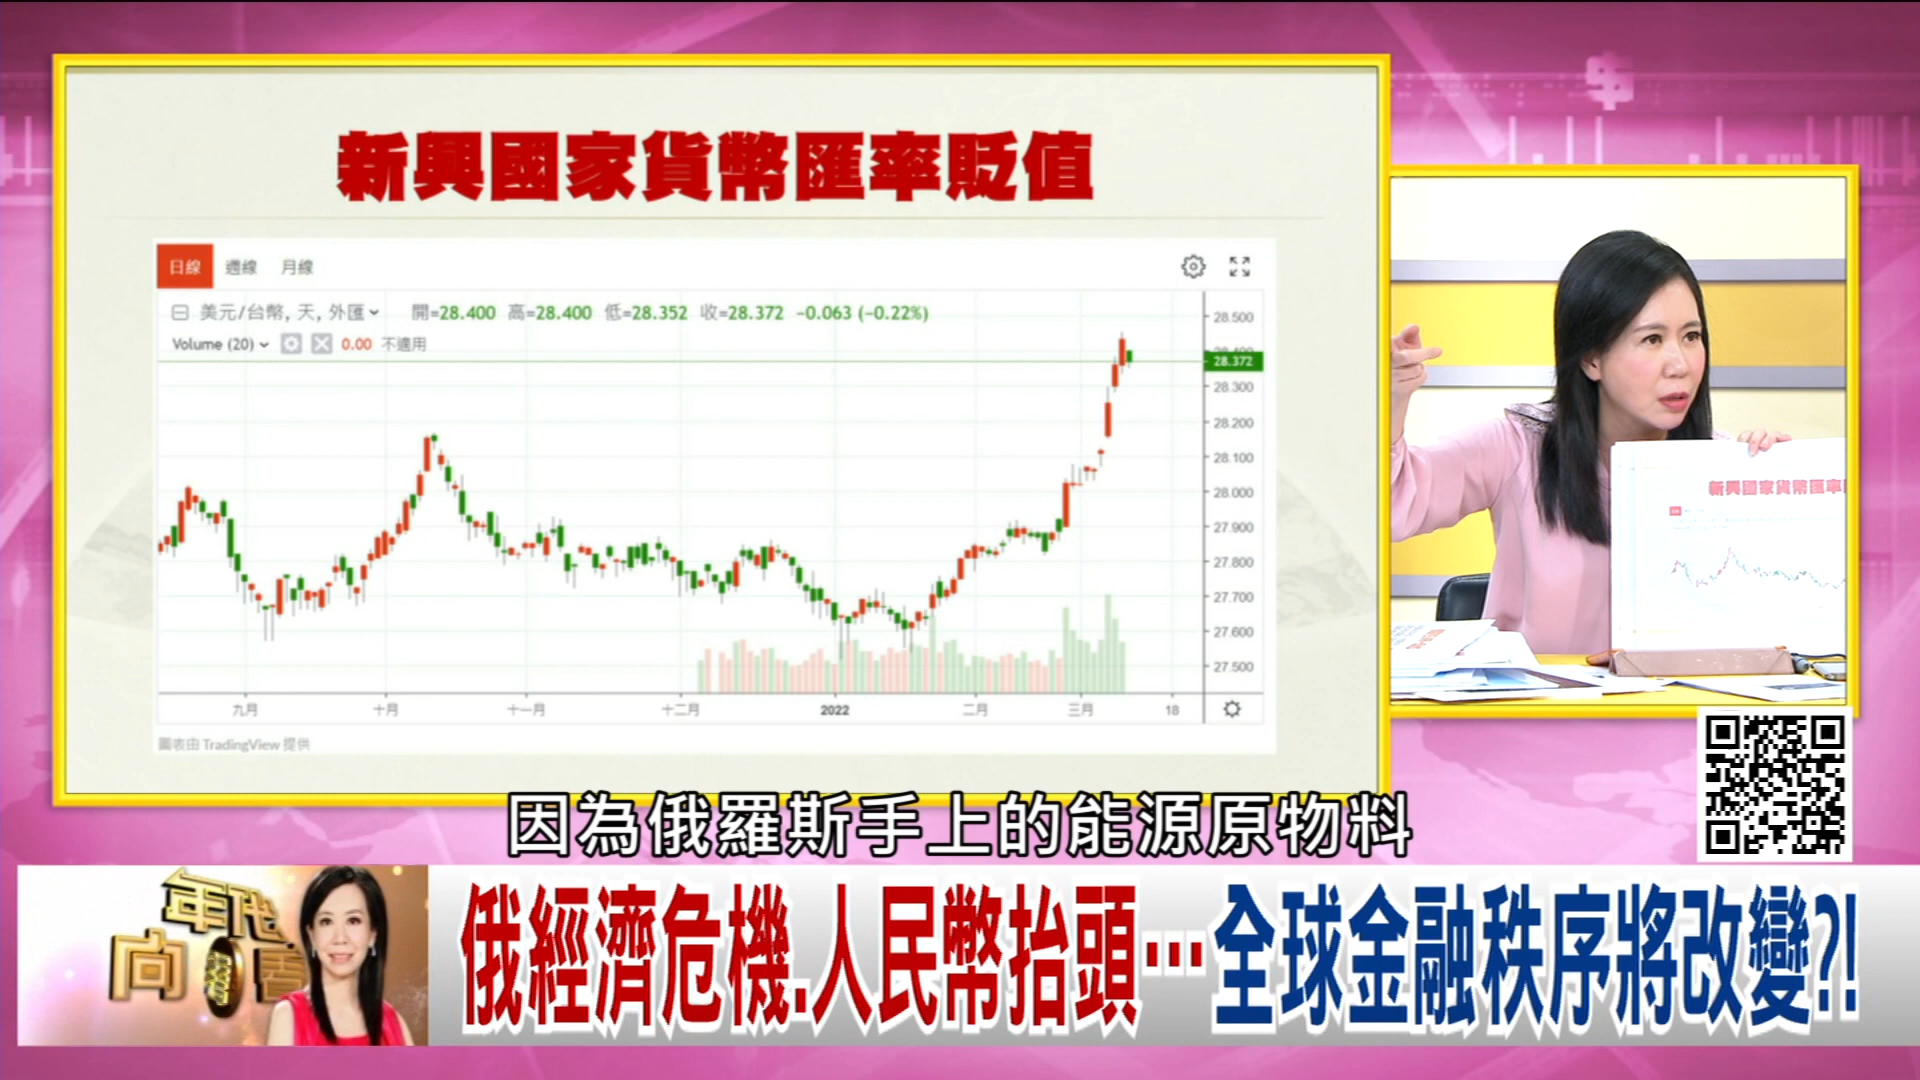 新興國家貨幣匯率貶值
日線 週線 月線
美元/台幣, 天, 外匯 開=28.400 高=28.400 低=28.352 收=28.372 -0.063 (-0.22%)
Volume (20) 0.00 不適用
28.500
28.372
28.300
28.200
28.100
28.000
27.900
27.800
27.700
27.600
27.500
九月 十月 十一月 十二月 2022 二月 三月 18
圖表由 TradingView 提供
新興國家貨幣匯率
因為俄羅斯手上的能源原物料
年代
向
俄經濟危機.人民幣抬頭…全球金融秩序將改變?!